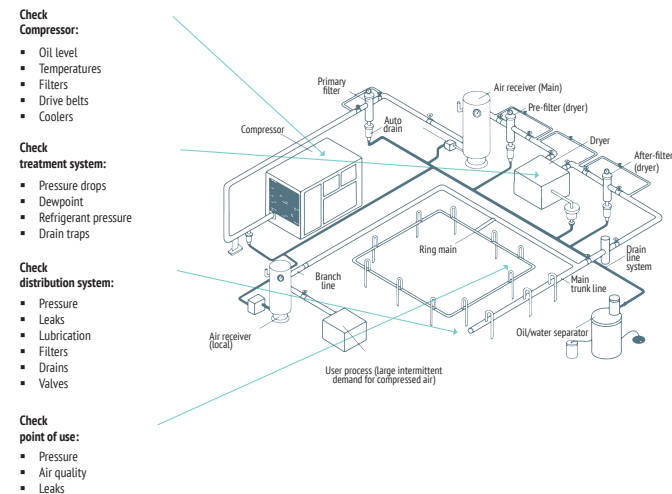 Check
Compressor:
▪ Oil level
▪ Temperatures
▪ Filters
▪ Drive belts
▪ Coolers
Check
treatment system:
▪ Pressure drops
▪ Dewpoint
▪ Refrigerant pressure
▪ Drain traps
Check
distribution system:
▪ Pressure
▪ Leaks
▪ Lubrication
▪ Filters
▪ Drains
▪ Valves
Check
point of use:
▪ Pressure
▪ Air quality
▪ Leaks
Primary
filter
Air receiver (Main)
Pre-filter (dryer)
Compressor
Auto
drain
Dryer
After-filter
(dryer)
Ring main
Drain
line
system
Branch
line
Main
trunk line
Air receiver
(local)
Oil/water separator
User process (large intermittent
demand for compressed air)